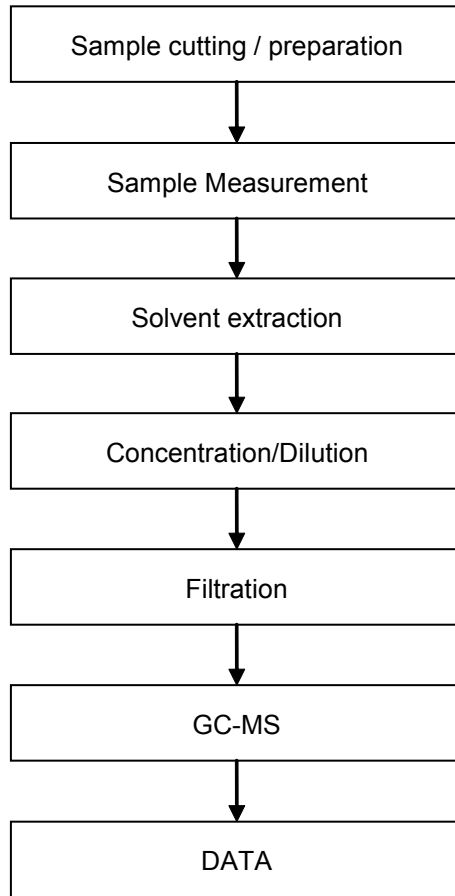 Sample cutting / preparation
Sample Measurement
Solvent extraction
Concentration/Dilution
Filtration
GC-MS
DATA